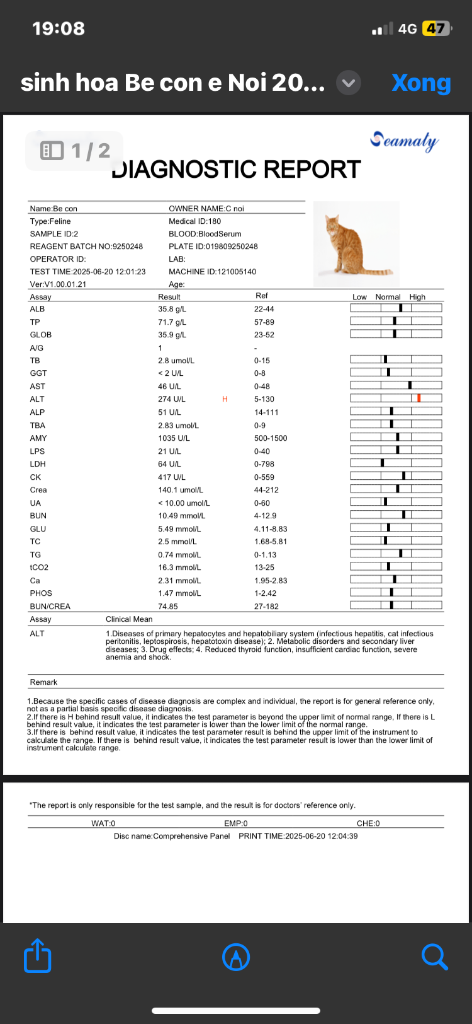 19:08
4G 47
sinh hoa Be con e Noi 20... Xong
1/2
Seamaty
DIAGNOSTIC REPORT
Name:Be con OWNER NAME:C noi
Type:Feline Medical ID:180
SAMPLE ID:2 BLOOD:BloodSerum
REAGENT BATCH NO:9250248 PLATE ID:019809250248
OPERATOR ID: LAB:
TEST TIME:2025-06-20 12:01:23 MACHINE ID:121005140
Ver:V1.00.01.21 Age:
Assay Result Ref Low Normal High
ALB 35.8 g/L 22-44
TP 71.7 g/L 57-89
GLOB 35.9 g/L 23-52
A/G 1 -
TB 2.8 umol/L 0-15
GGT < 2 U/L 0-8
AST 46 U/L 0-48
ALT 274 U/L H 5-130
ALP 51 U/L 14-111
TBA 2.83 umol/L 0-9
AMY 1035 U/L 500-1500
LPS 21 U/L 0-40
LDH 64 U/L 0-798
CK 417 U/L 0-559
Crea 140.1 umol/L 44-212
UA < 10.00 umol/L 0-60
BUN 10.49 mmol/L 4-12.9
GLU 5.49 mmol/L 4.11-8.83
TC 2.5 mmol/L 1.68-5.81
TG 0.74 mmol/L 0-1.13
tCO2 16.3 mmol/L 13-25
Ca 2.31 mmol/L 1.95-2.83
PHOS 1.47 mmol/L 1-2.42
BUN/CREA 74.85 27-182
Assay Clinical Mean
ALT 1.Diseases of primary hepatocytes and hepatobiliary system (infectious hepatitis, cat infectious
peritonitis, leptospirosis, hepatotoxin disease); 2. Metabolic disorders and secondary liver
diseases; 3. Drug effects; 4. Reduced thyroid function, insufficient cardiac function, severe
anemia and shock.
Remark
1.Because the specific cases of disease diagnosis are complex and individual, the report is for general reference only,
not as a partial basis specific disease diagnosis.
2.If there is H behind result value, it indicates the test parameter is beyond the upper limit of normal range, If there is L
behind result value, it indicates the test parameter is lower than the lower limit of the normal range.
3.If there is behind result value, it indicates the test parameter result is behind the upper limit of the instrument to
calculate the range. If there is behind result value, it indicates the test parameter result is lower than the lower limit of
instrument calculate range.
*The report is only responsible for the test sample, and the result is for doctors' reference only.
WAT:0 EMP:0 CHE:0
Disc name:Comprehensive Panel PRINT TIME:2025-06-20 12:04:39